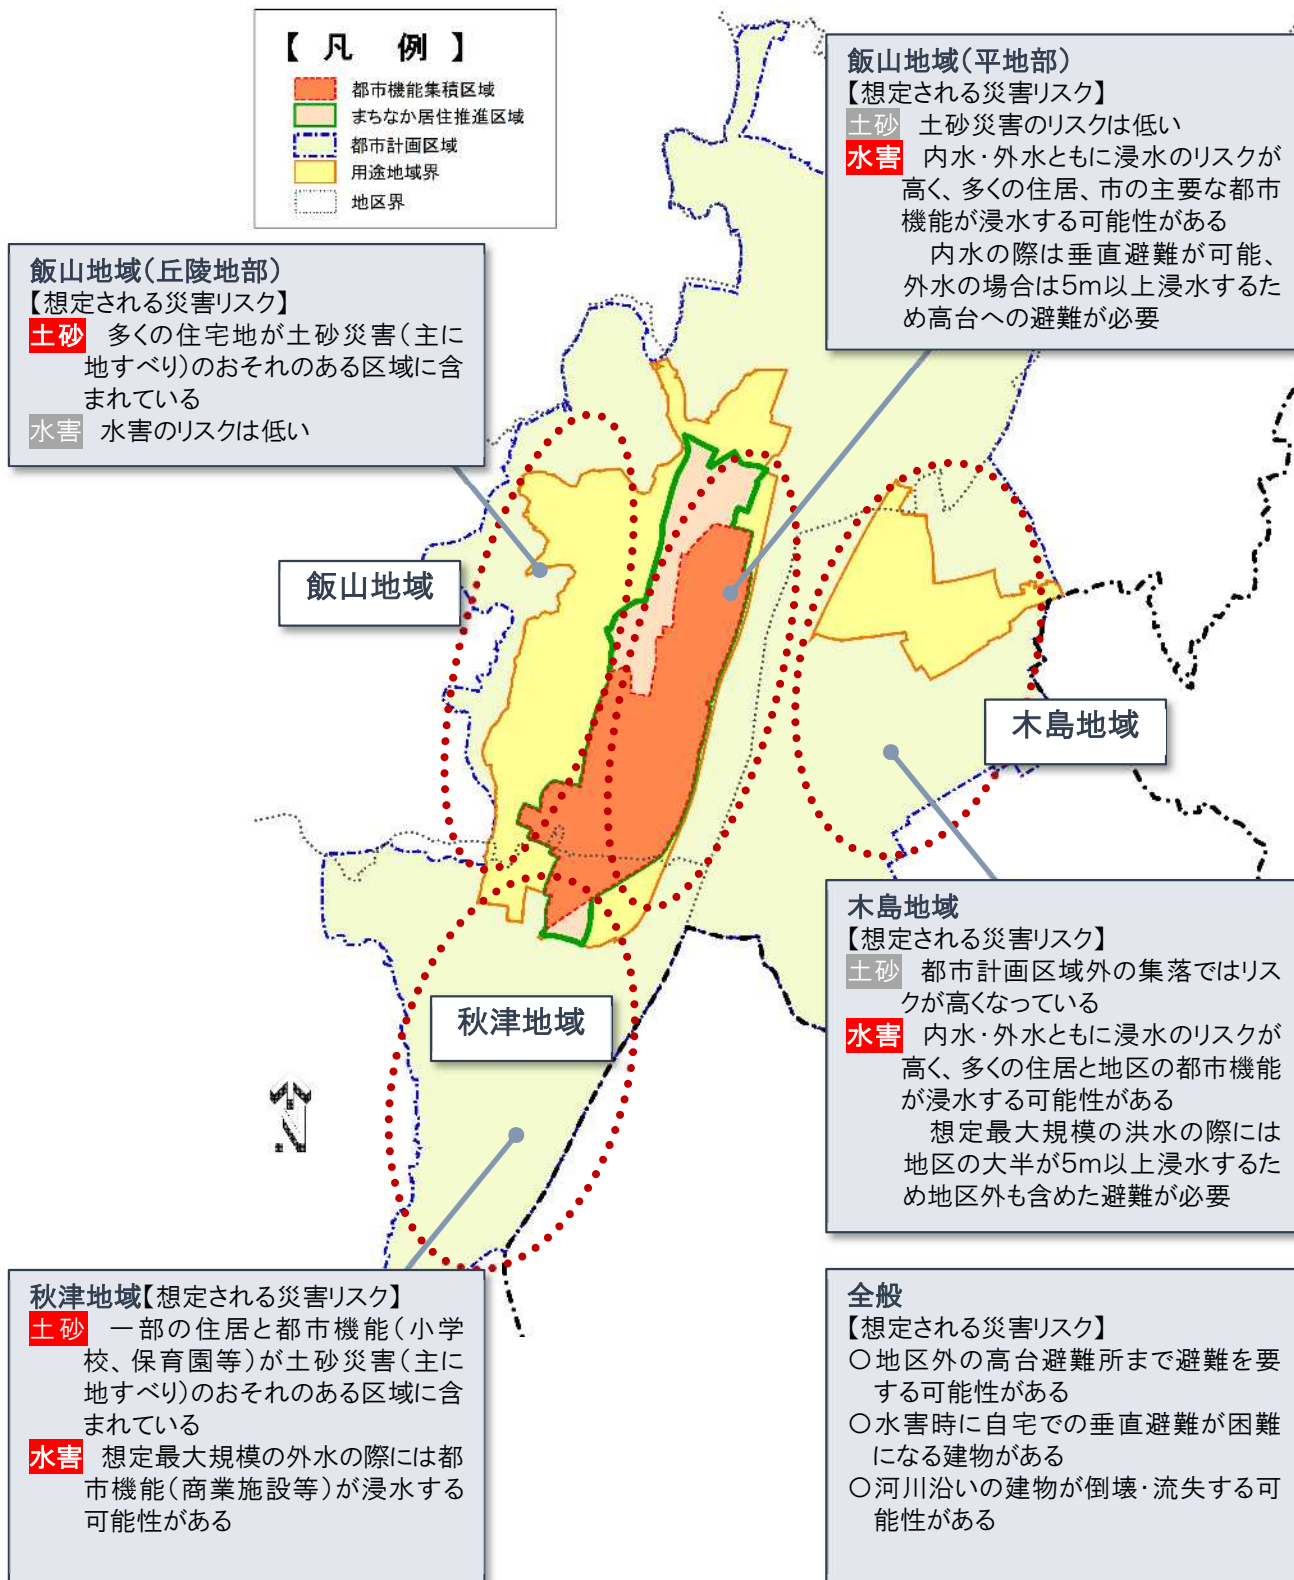 【 凡 例 】
都市機能集積区域
まちなか居住推進区域
都市計画区域
用途地域界
地区界
飯山地域(平地部)
【想定される災害リスク】
土砂 土砂災害のリスクは低い
水害 内水・外水ともに浸水のリスクが
高く、多くの住居、市の主要な都市
機能が浸水する可能性がある
内水の際は垂直避難が可能、
外水の場合は5m以上浸水するた
め高台への避難が必要
飯山地域(丘陵地部)
【想定される災害リスク】
土砂 多くの住宅地が土砂災害(主に
地すべり)のおそれのある区域に含
まれている
水害 水害のリスクは低い
飯山地域
木島地域
秋津地域
木島地域
【想定される災害リスク】
土砂 都市計画区域外の集落ではリス
クが高くなっている
水害 内水・外水ともに浸水のリスクが
高く、多くの住居と地区の都市機能
が浸水する可能性がある
想定最大規模の洪水の際には
地区の大半が5m以上浸水するた
め地区外も含めた避難が必要
秋津地域【想定される災害リスク】
土砂 一部の住居と都市機能(小学
校、保育園等)が土砂災害(主に
地すべり)のおそれのある区域に含
まれている
水害 想定最大規模の外水の際には都
市機能(商業施設等)が浸水する
可能性がある
全般
【想定される災害リスク】
○地区外の高台避難所まで避難を要
する可能性がある
○水害時に自宅での垂直避難が困難
になる建物がある
○河川沿いの建物が倒壊・流失する可
能性がある